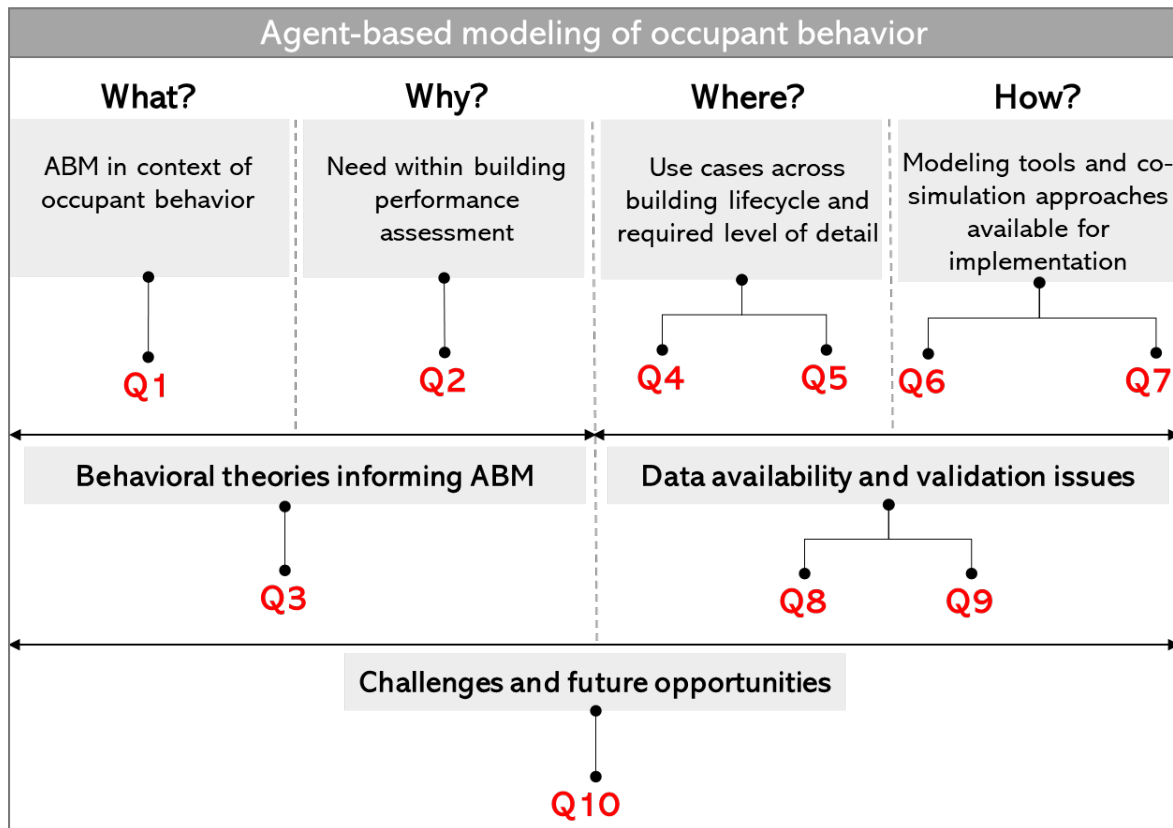 Agent-based modeling of occupant behavior
What?
Why?
Where?
How?
ABM in context of
occupant behavior
Need within building
performance
assessment
Use cases across
building lifecycle and
required level of detail
Modeling tools and co-
simulation approaches
available for
implementation
Q1
Q2
Q4
Q5
Q6
Q7
Behavioral theories informing ABM
Data availability and validation issues
Q3
Q8
Q9
Challenges and future opportunities
Q10